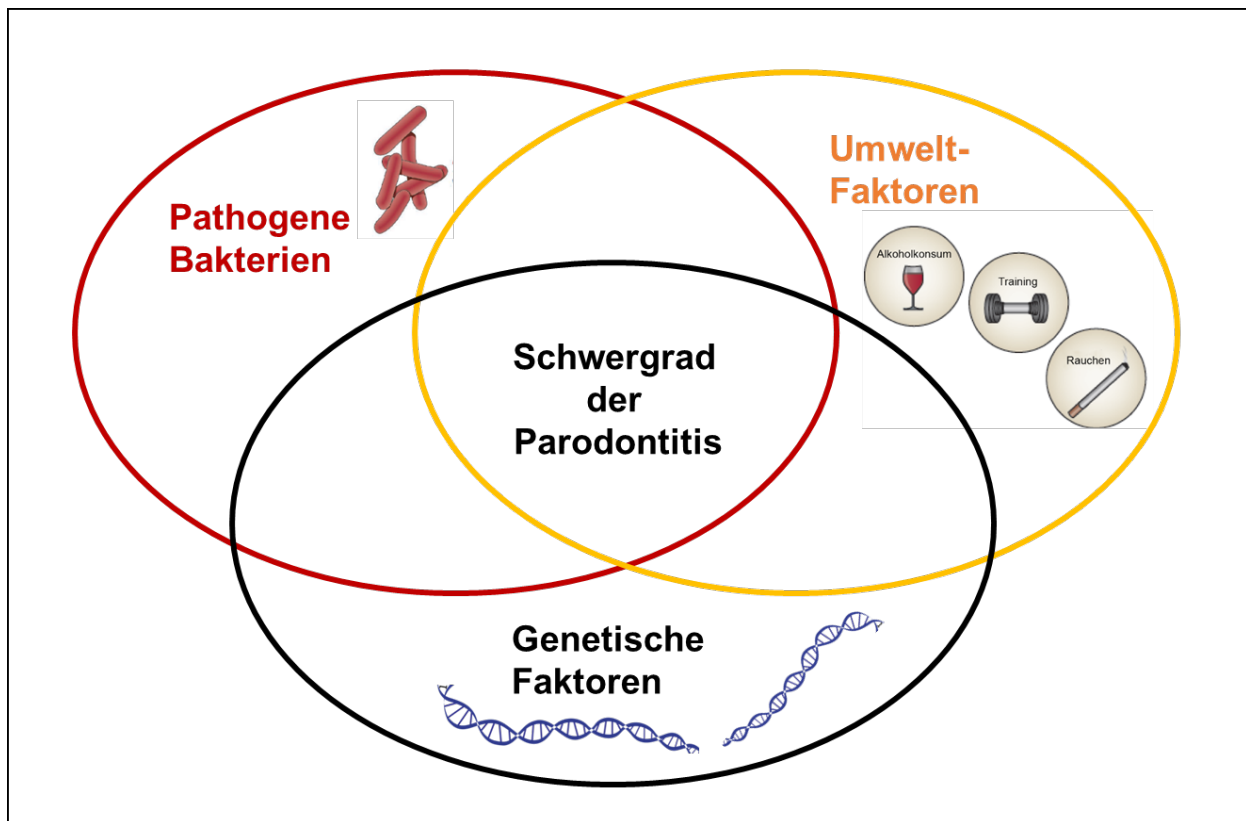 Pathogene
Bakterien
Umwelt-
Faktoren
Alkoholkonsum
Training
Rauchen
Schwergrad
der
Parodontitis
Genetische
Faktoren